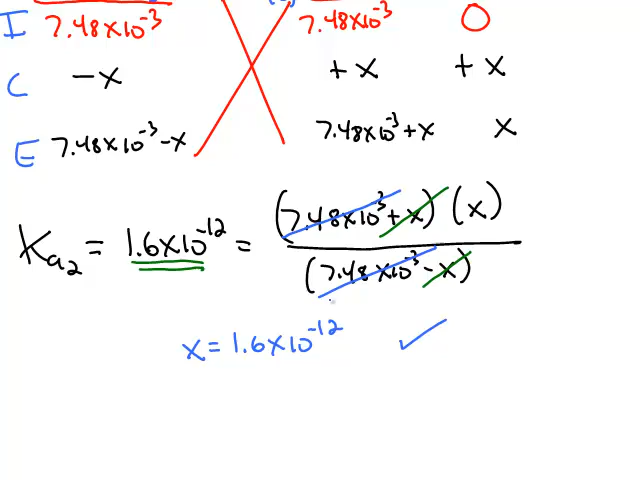 I 7.48x10⁻³ 7.48x10⁻³ 0
C -x +x +x
E 7.48x10⁻³-x 7.48x10⁻³+x x
Ka₂ = 1.6x10⁻¹² = (7.48x10⁻³+x)(x)
(7.48x10⁻³-x)
x = 1.6x10⁻¹² ✓